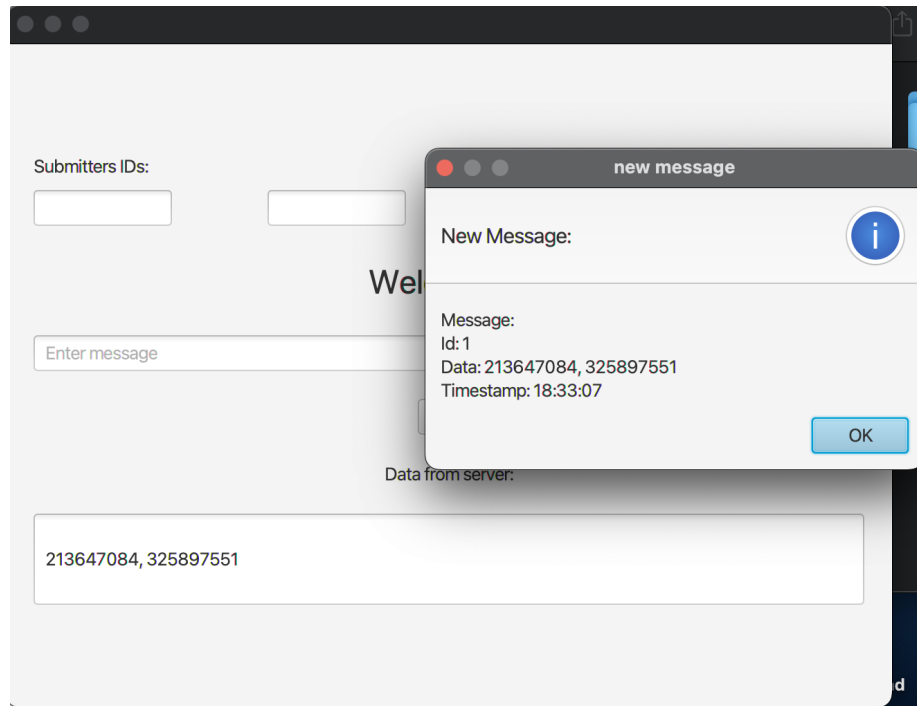 new message
Submitters IDs:
New Message:
Message:
Id: 1
Data: 213647084, 325897551
Timestamp: 18:33:07
OK
Enter message
Data from server:
213647084, 325897551